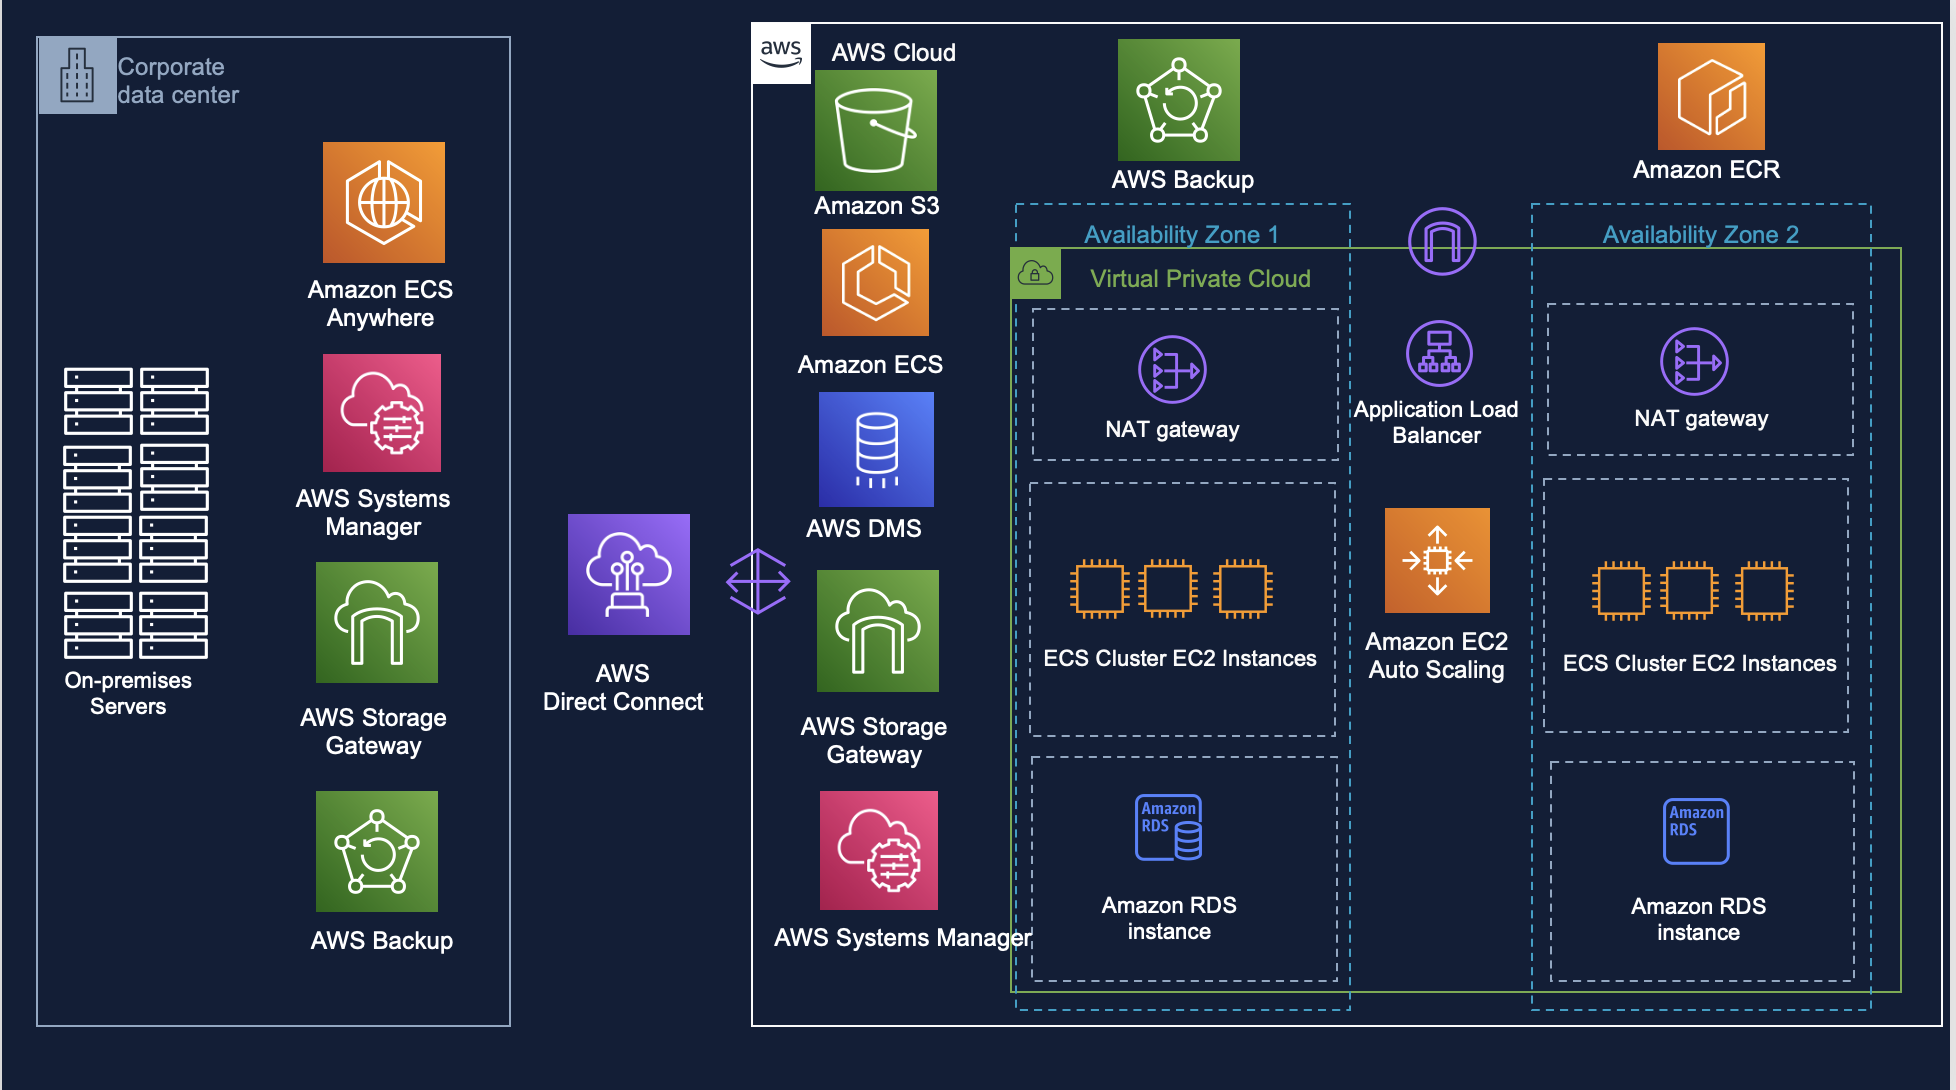 Corporate
data center
Amazon ECS
Anywhere
AWS Systems
Manager
On-premises
Servers
AWS Storage
Gateway
AWS Backup
AWS
Direct Connect
aws
AWS Cloud
Amazon S3
Amazon ECS
AWS DMS
AWS Storage
Gateway
AWS Systems Manager
AWS Backup
Amazon ECR
Availability Zone 1
Availability Zone 2
Virtual Private Cloud
NAT gateway
Application Load
Balancer
NAT gateway
ECS Cluster EC2 Instances
Amazon EC2
Auto Scaling
ECS Cluster EC2 Instances
Amazon
RDS
Amazon RDS
instance
Amazon
RDS
Amazon RDS
instance